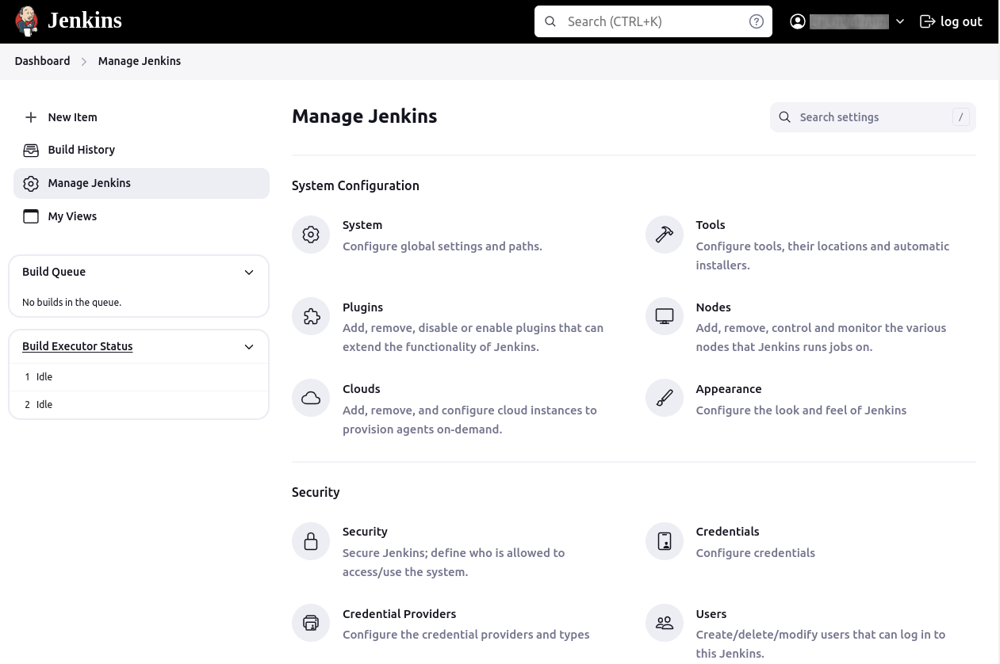 Jenkins
Search (CTRL+K)
?
log out
Dashboard
Manage Jenkins
New Item
Build History
Manage Jenkins
My Views
Build Queue
No builds in the queue.
Build Executor Status
1 Idle
2 Idle
Manage Jenkins
Search settings
/
System Configuration
System
Configure global settings and paths.
Tools
Configure tools, their locations and automatic
installers.
Plugins
Add, remove, disable or enable plugins that can
extend the functionality of Jenkins.
Nodes
Add, remove, control and monitor the various
nodes that Jenkins runs jobs on.
Clouds
Add, remove, and configure cloud instances to
provision agents on-demand.
Appearance
Configure the look and feel of Jenkins
Security
Security
Secure Jenkins; define who is allowed to
access/use the system.
Credentials
Configure credentials
Credential Providers
Configure the credential providers and types
Users
Create/delete/modify users that can log in to
this Jenkins.